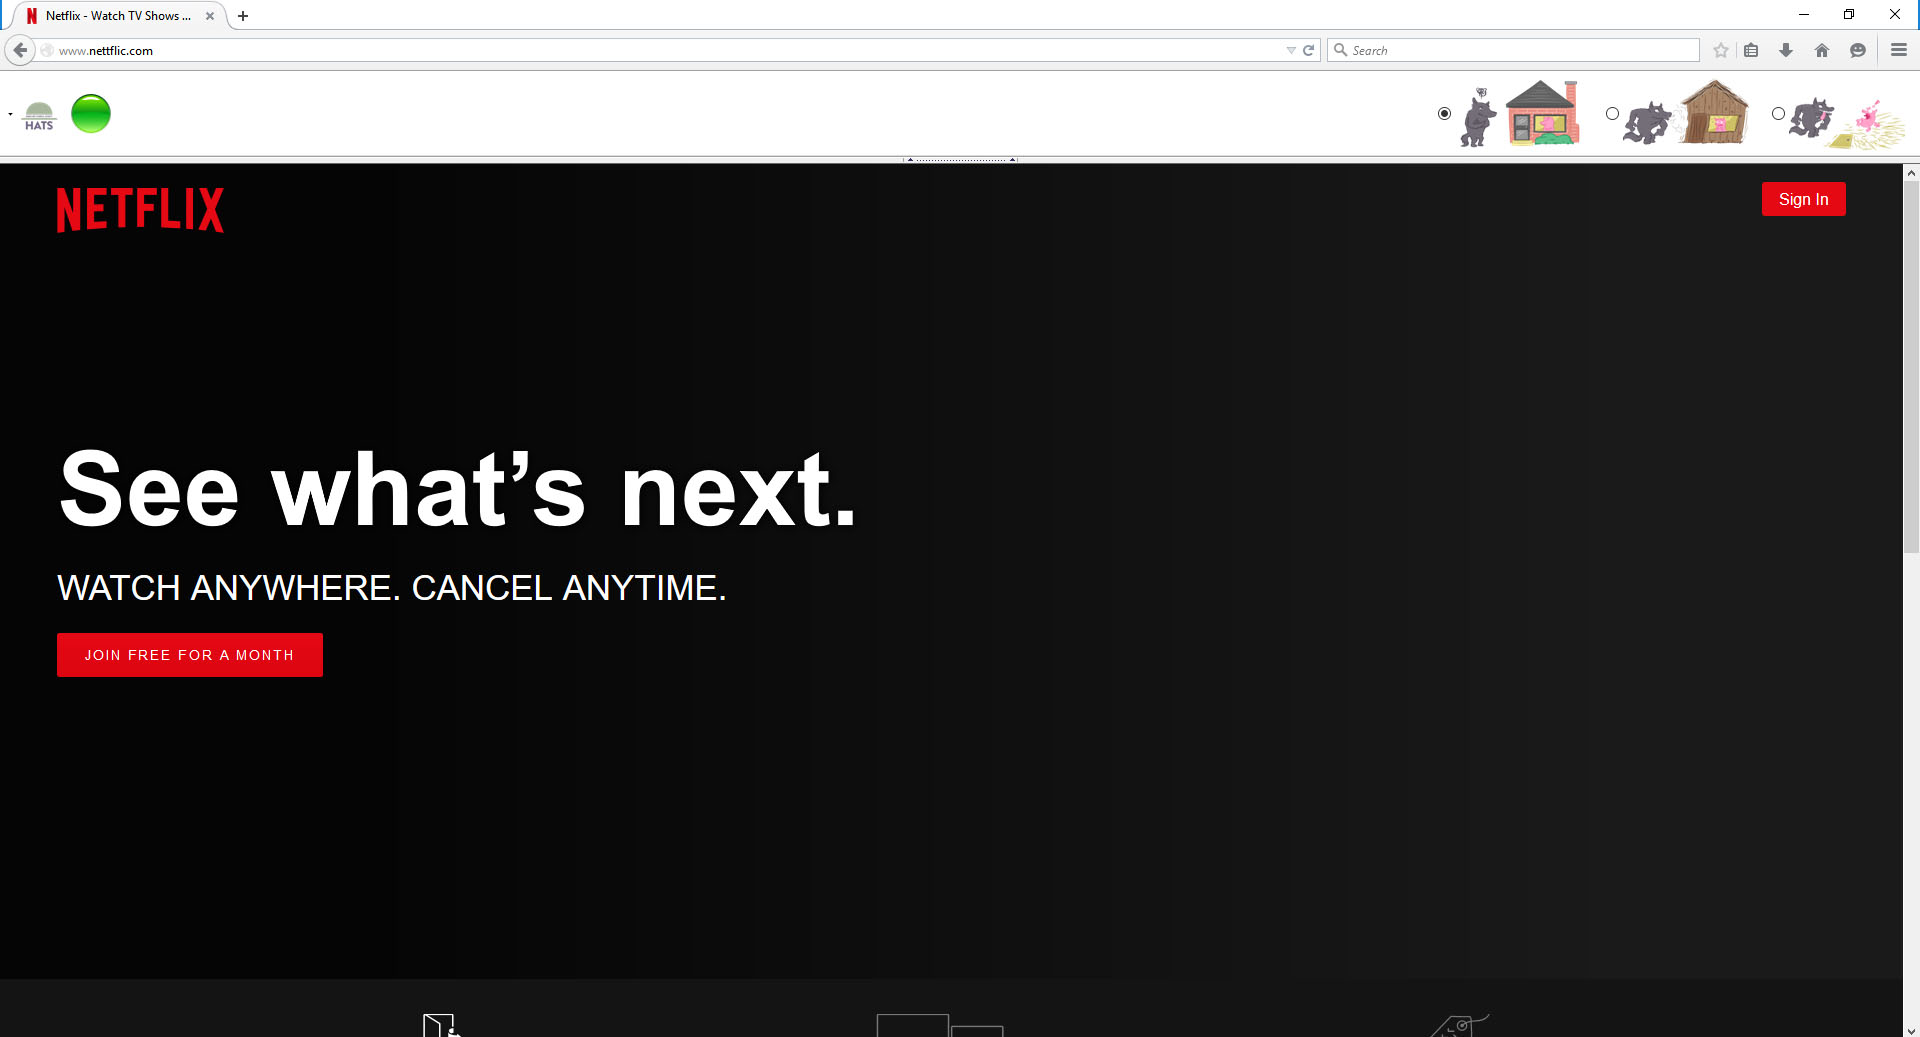 Netflix - Watch TV Shows ...
www.nettflic.com
Search
HATS
NETFLIX
Sign In
See what's next.
WATCH ANYWHERE. CANCEL ANYTIME.
JOIN FREE FOR A MONTH